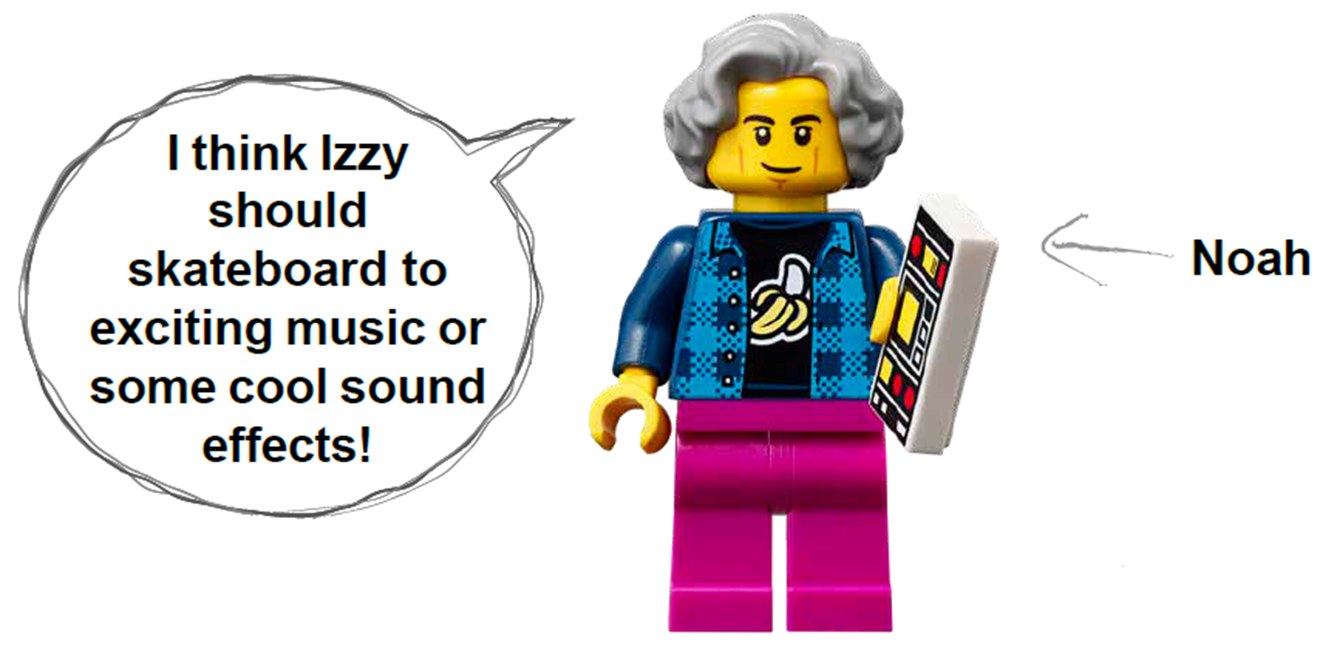 I think Izzy
should
skateboard to
exciting music or
some cool sound
effects!
Noah